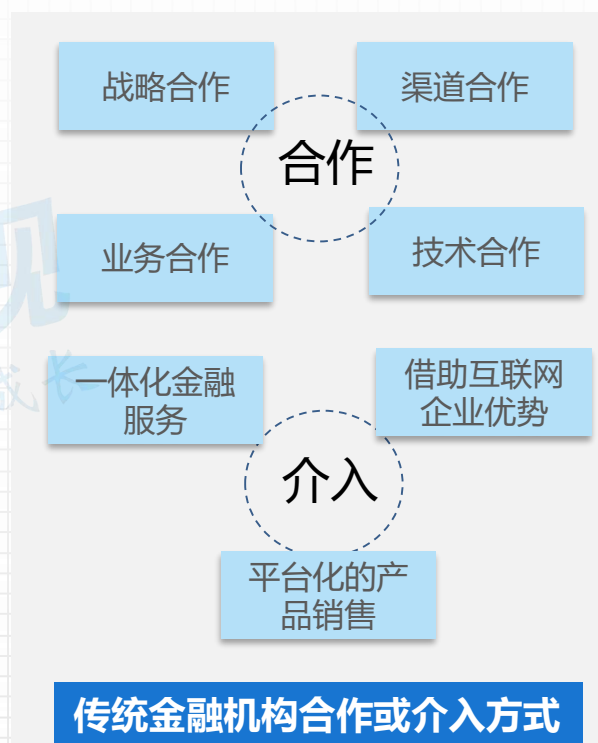 战略合作
渠道合作
合作
业务合作
技术合作
一体化金融
服务
借助互联网
企业优势
介入
平台化的产
品销售
传统金融机构合作或介入方式
现
成长